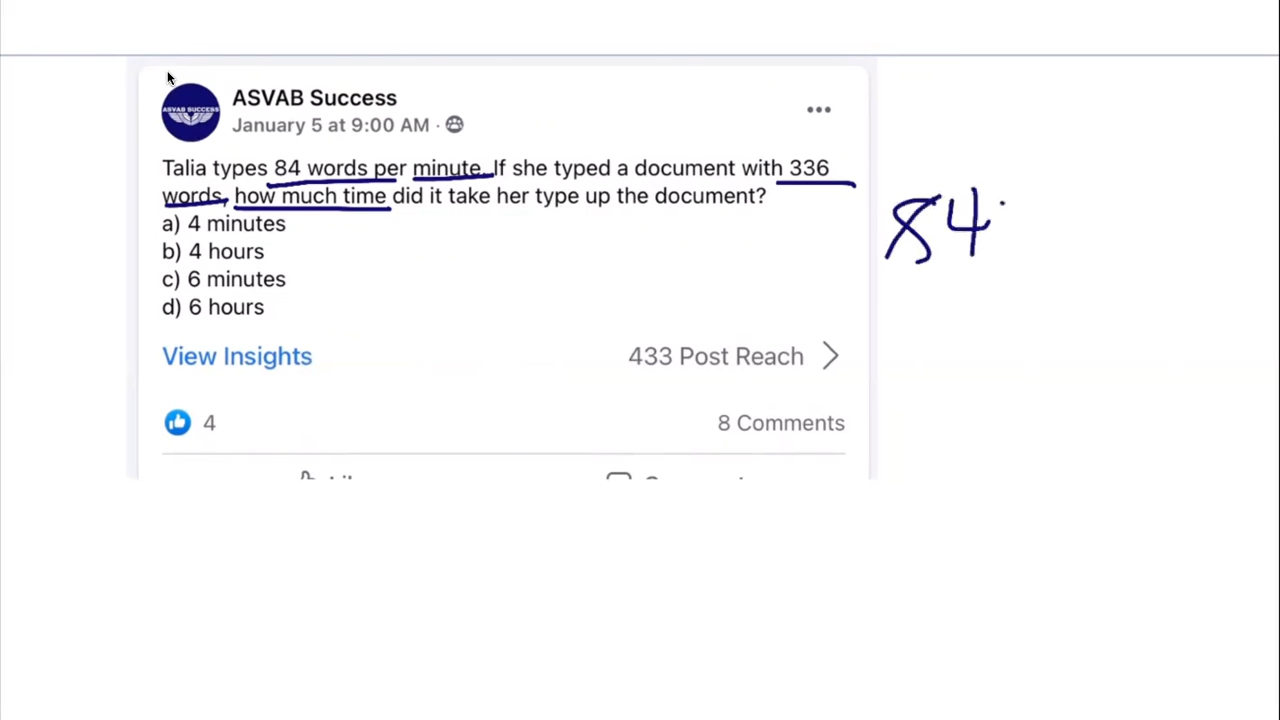 ASVAB Success
January 5 at 9:00 AM ·
ASVAB SUCCESS
Talia types 84 words per minute. If she typed a document with 336
words, how much time did it take her type up the document?
84
a) 4 minutes
b) 4 hours
c) 6 minutes
d) 6 hours
View Insights
433 Post Reach
4
8 Comments